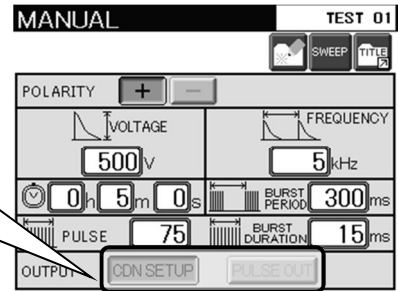 MANUAL TEST 01
SWEEP TITLE
POLARITY + −
VOLTAGE FREQUENCY
500 V 5 kHz
0 h 5 m 0 s BURST PERIOD 300 ms
PULSE 75 BURST DURATION 15 ms
OUTPUT CDN SETUP PULSE OUT